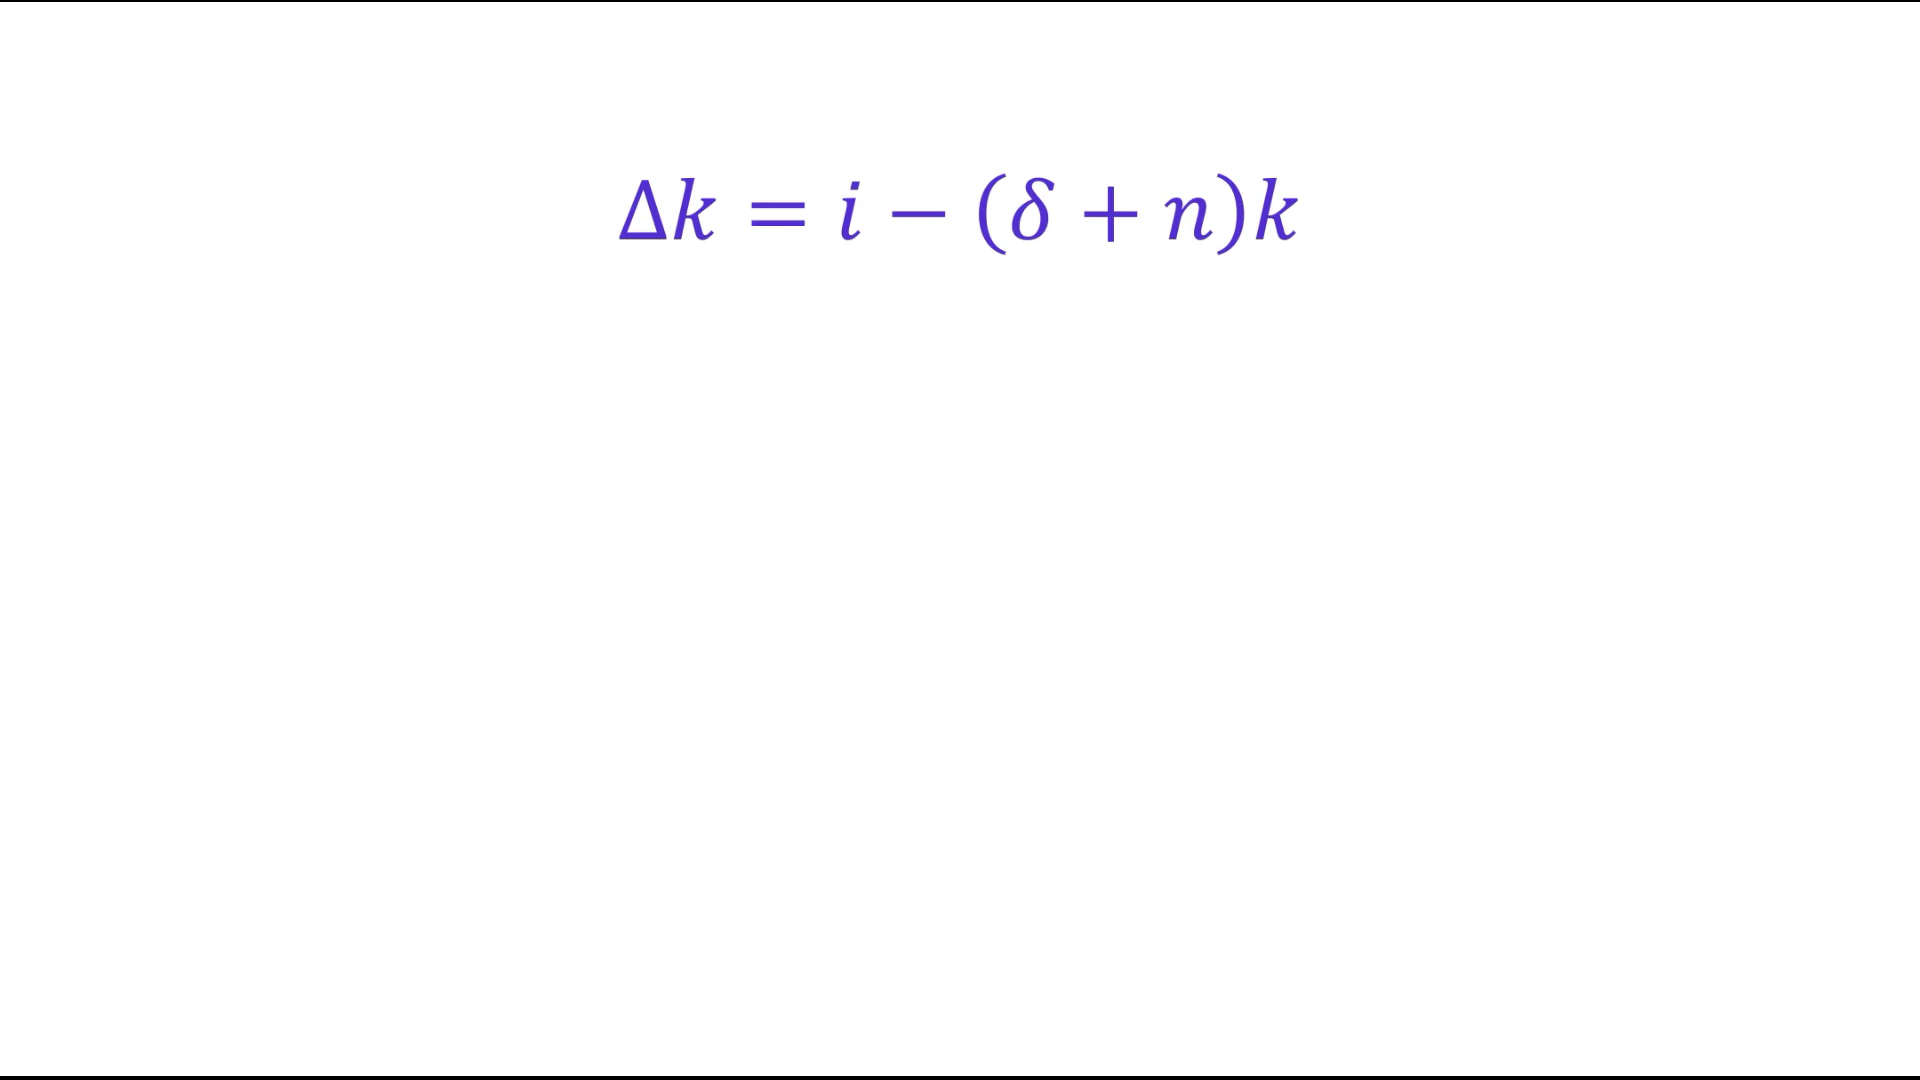 Δk = i − (δ + n)k